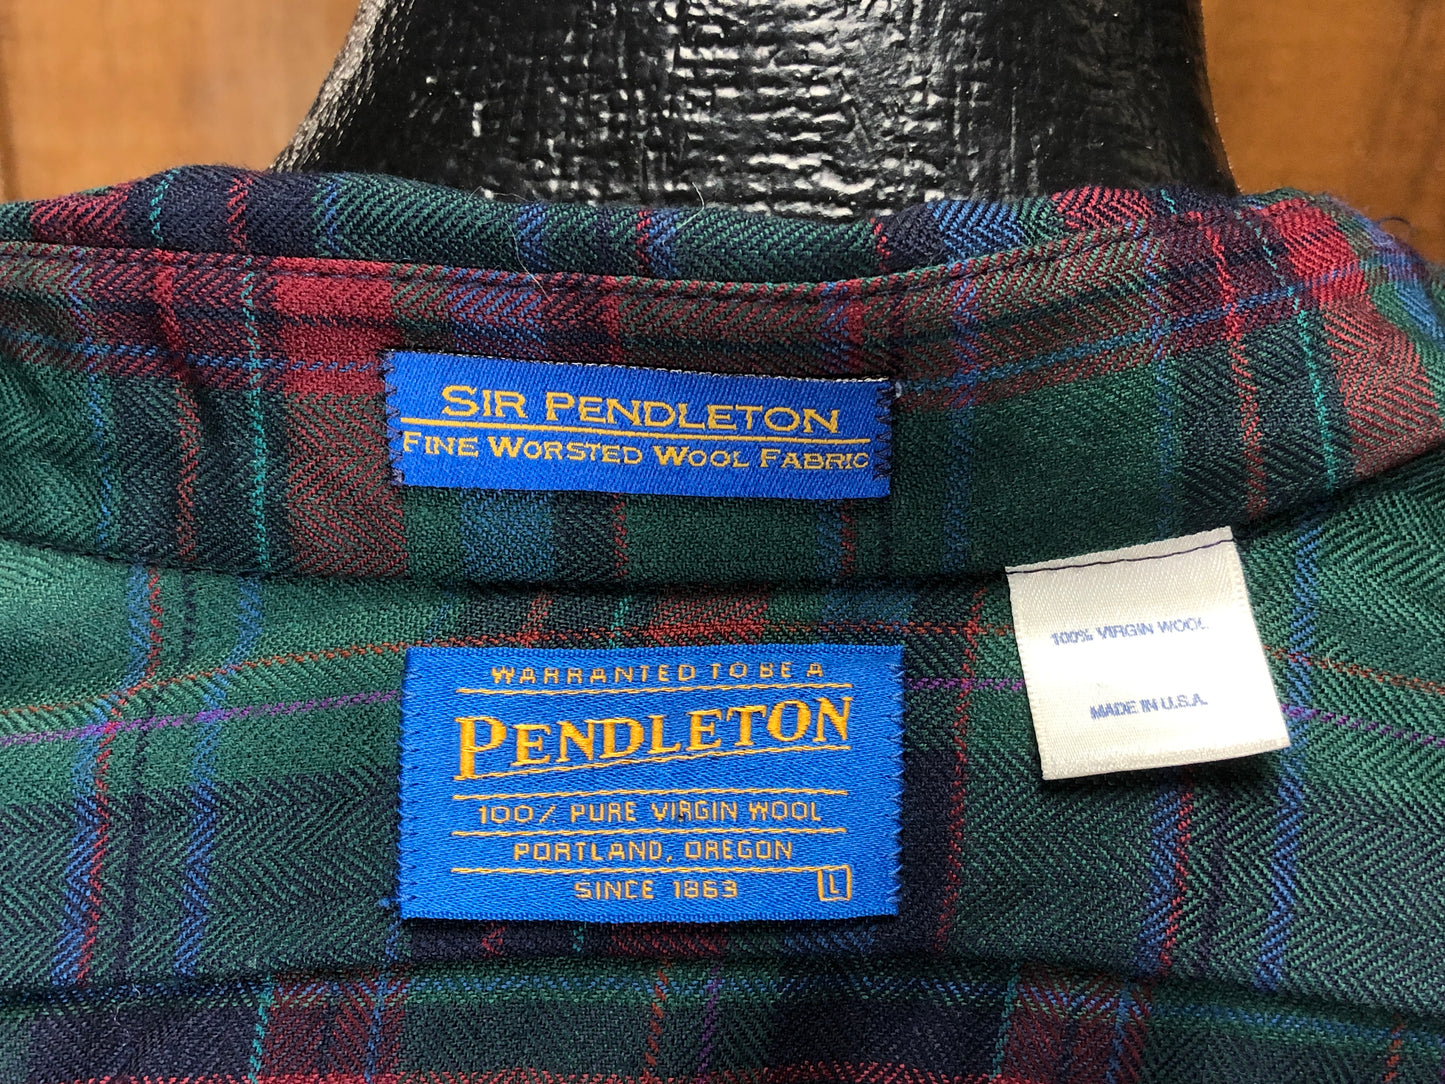 SIR PENDLETON
FINE WORSTED WOOL FABRIC
100% VIRGIN WOOL
MADE IN U.S.A.
WARRANTED TO BE A
PENDLETON
100% PURE VIRGIN WOOL
PORTLAND, OREGON
SINCE 1863 L